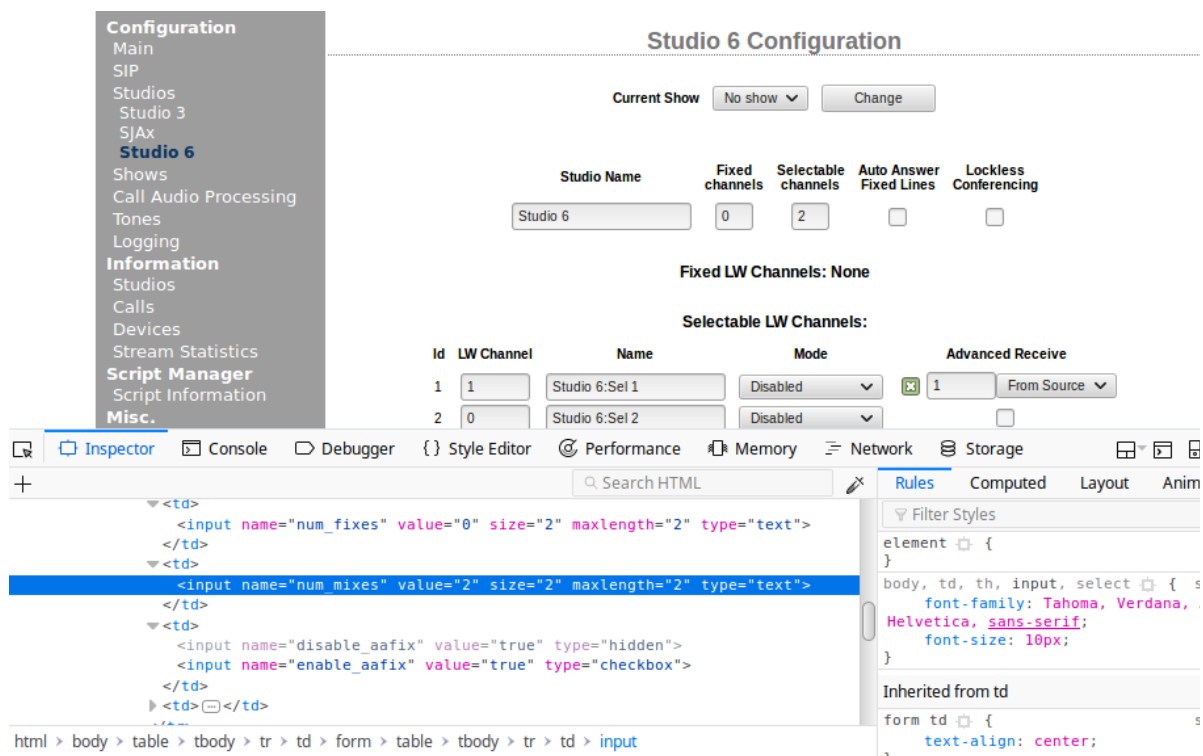 Configuration
Main
SIP
Studios
Studio 3
SJAx
Studio 6
Shows
Call Audio Processing
Tones
Logging
Information
Studios
Calls
Devices
Stream Statistics
Script Manager
Script Information
Misc.
Studio 6 Configuration
Current Show No show Change
Studio Name Fixed channels Selectable channels Auto Answer Fixed Lines Lockless Conferencing
Studio 6 0 2
Fixed LW Channels: None
Selectable LW Channels:
Id LW Channel Name Mode Advanced Receive
1 1 Studio 6:Sel 1 Disabled 1 From Source
2 0 Studio 6:Sel 2 Disabled
Inspector Console Debugger {} Style Editor Performance Memory Network Storage
+ Search HTML
<td>
<input name="num_fixes" value="0" size="2" maxlength="2" type="text">
</td>
<td>
<input name="num_mixes" value="2" size="2" maxlength="2" type="text">
</td>
<td>
<input name="disable_aafix" value="true" type="hidden">
<input name="enable_aafix" value="true" type="checkbox">
</td>
<td>…</td>
html > body > table > tbody > tr > td > form > table > tbody > tr > td > input
Rules Computed Layout Anim
Filter Styles
element {
}
body, td, th, input, select { s
font-family: Tahoma, Verdana,
Helvetica, sans-serif;
font-size: 10px;
}
Inherited from td
form td { s
text-align: center;